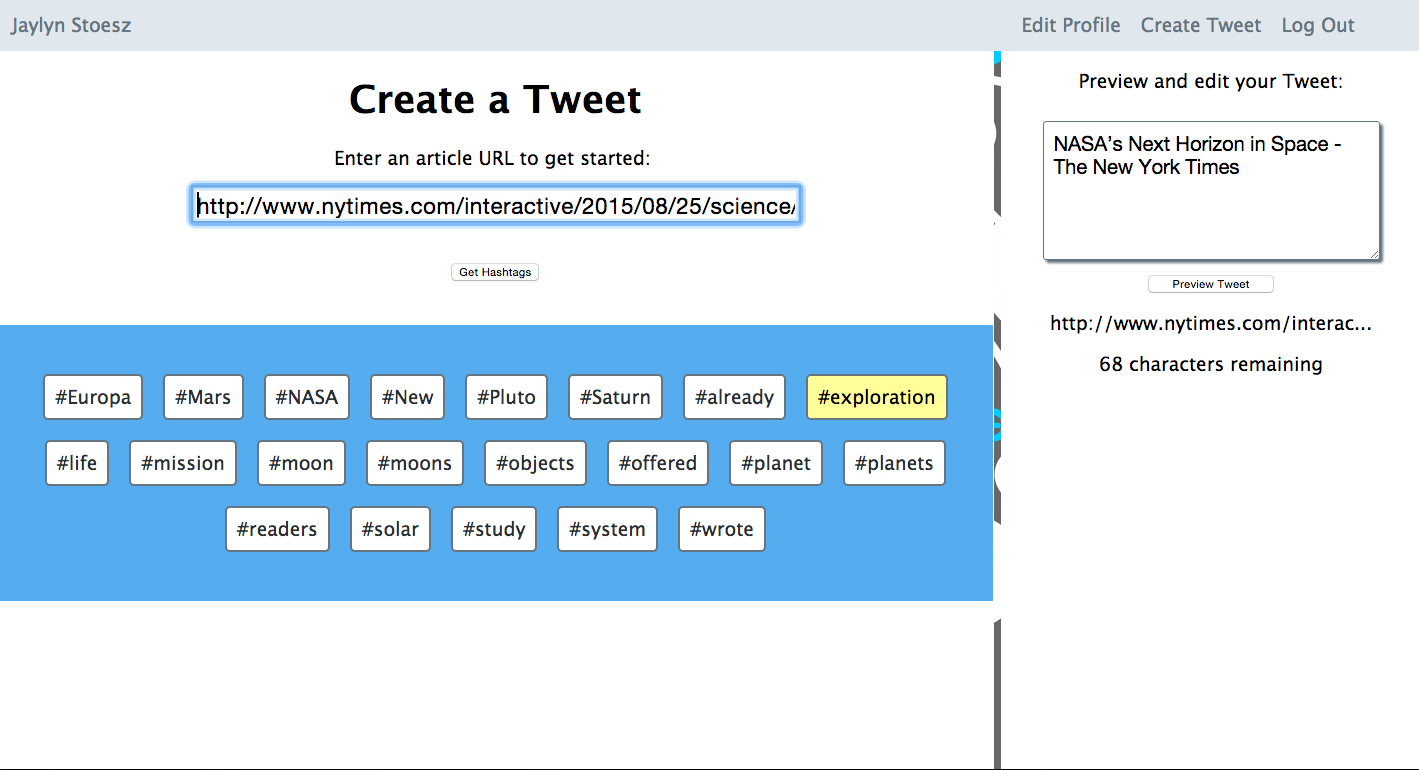 Jaylyn Stoesz
Edit Profile Create Tweet Log Out
Create a Tweet
Enter an article URL to get started:
http://www.nytimes.com/interactive/2015/08/25/science/
Get Hashtags
#Europa #Mars #NASA #New #Pluto #Saturn #already #exploration
#life #mission #moon #moons #objects #offered #planet #planets
#readers #solar #study #system #wrote
Preview and edit your Tweet:
NASA’s Next Horizon in Space -
The New York Times
Preview Tweet
http://www.nytimes.com/interac...
68 characters remaining